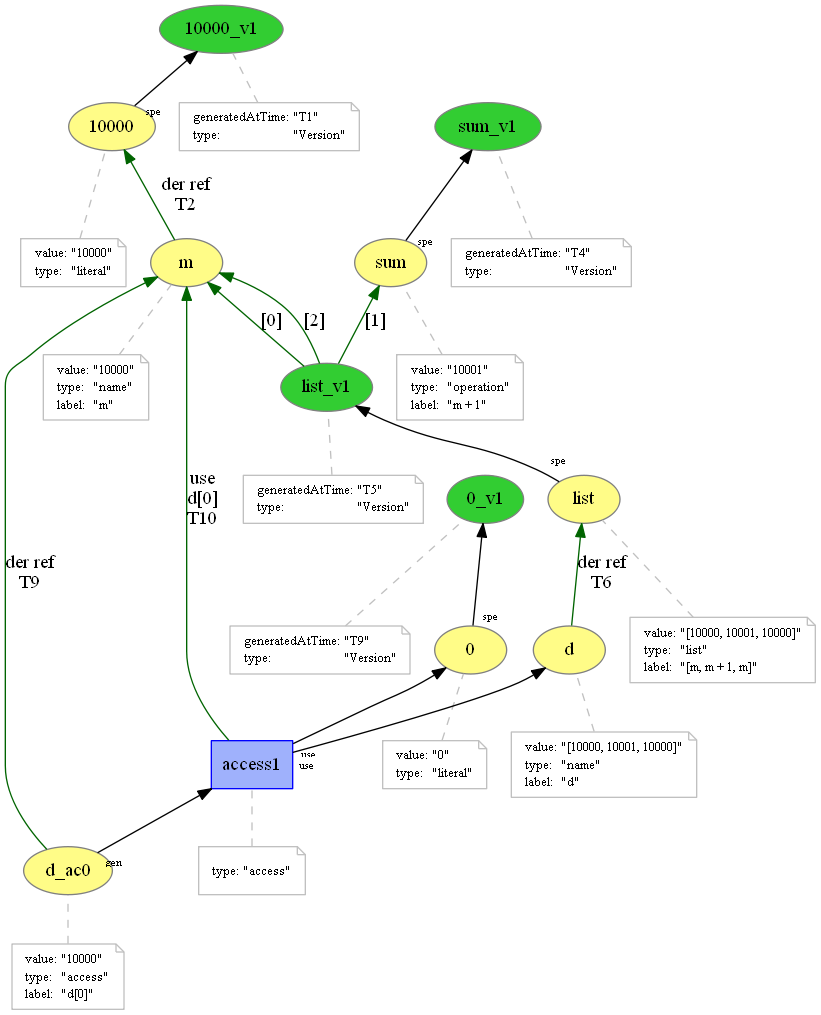 10000_v1
generatedAtTime: "T1"
type: "Version"
spe
10000
sum_v1
der ref
T2
value: "10000"
type: "literal"
spe
generatedAtTime: "T4"
type: "Version"
m
sum
[0]
[2]
[1]
value: "10000"
type: "name"
label: "m"
list_v1
value: "10001"
type: "operation"
label: "m + 1"
spe
use
d[0]
T10
generatedAtTime: "T5"
type: "Version"
0_v1
list
der ref
T9
der ref
T6
spe
generatedAtTime: "T9"
type: "Version"
0
d
value: "[10000, 10001, 10000]"
type: "list"
label: "[m, m + 1, m]"
access1
use
use
value: "0"
type: "literal"
value: "[10000, 10001, 10000]"
type: "name"
label: "d"
d_ac0
gen
type: "access"
value: "10000"
type: "access"
label: "d[0]"